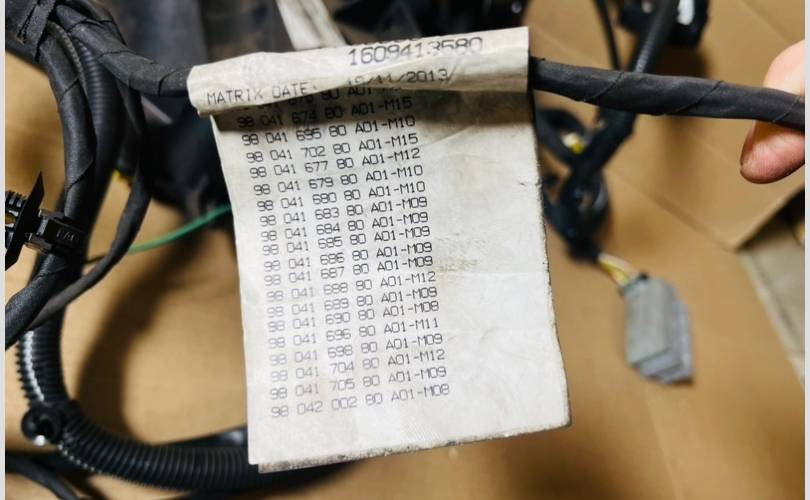 1609413580
MATRIX DATE:
80 A01
98 041 674 80 A01-M15
98 041 695 80 A01-M10
98 041 702 80 A01-M15
98 041 677 80 A01-M12
98 041 679 80 A01-M10
98 041 680 80 A01-M10
98 041 683 80 A01-M09
98 041 684 80 A01-M09
98 041 685 80 A01-M09
98 041 686 80 A01-M09
98 041 687 80 A01-M09
98 041 688 80 A01-M12
98 041 689 80 A01-M09
98 041 690 80 A01-M08
98 041 696 80 A01-M11
98 041 698 80 A01-M09
98 041 704 80 A01-M12
98 041 705 80 A01-M09
98 042 002 80 A01-M08